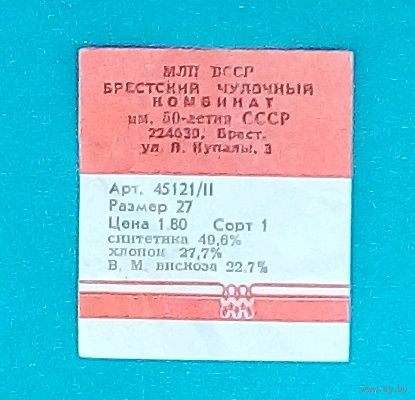 МЛП БССР
БРЕСТСКИЙ ЧУЛОЧНЫЙ
КОМБИНАТ
им. 50-летия СССР
224030, Брест,
ул. Я. Купалы, 3
Арт. 45121/II
Размер 27
Цена 1.80 Сорт 1
синтетика 49,6%
хлопок 27,7%
В. М. вискоза 22,7%